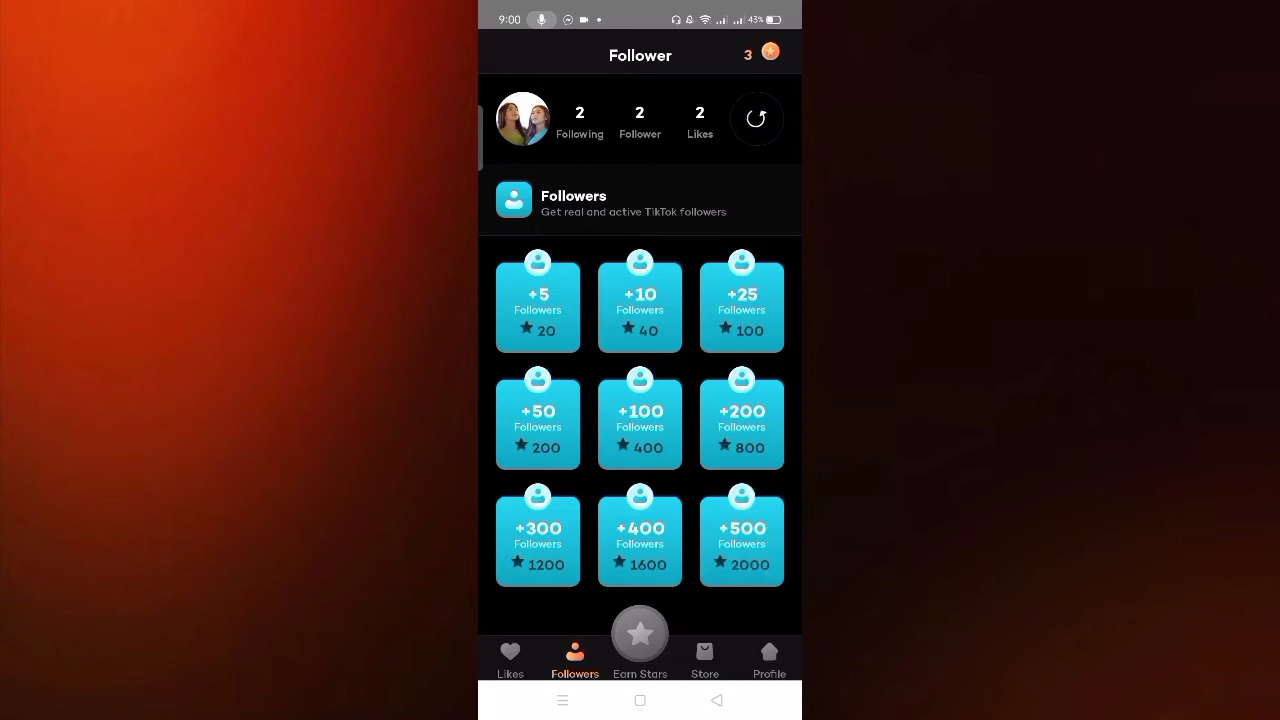 9:00 43%
Follower 3
2 2 2
Following Follower Likes
Followers
Get real and active TikTok followers
+5 +10 +25
Followers Followers Followers
20 40 100
+50 +100 +200
Followers Followers Followers
200 400 800
+300 +400 +500
Followers Followers Followers
1200 1600 2000
Likes Followers Earn Stars Store Profile